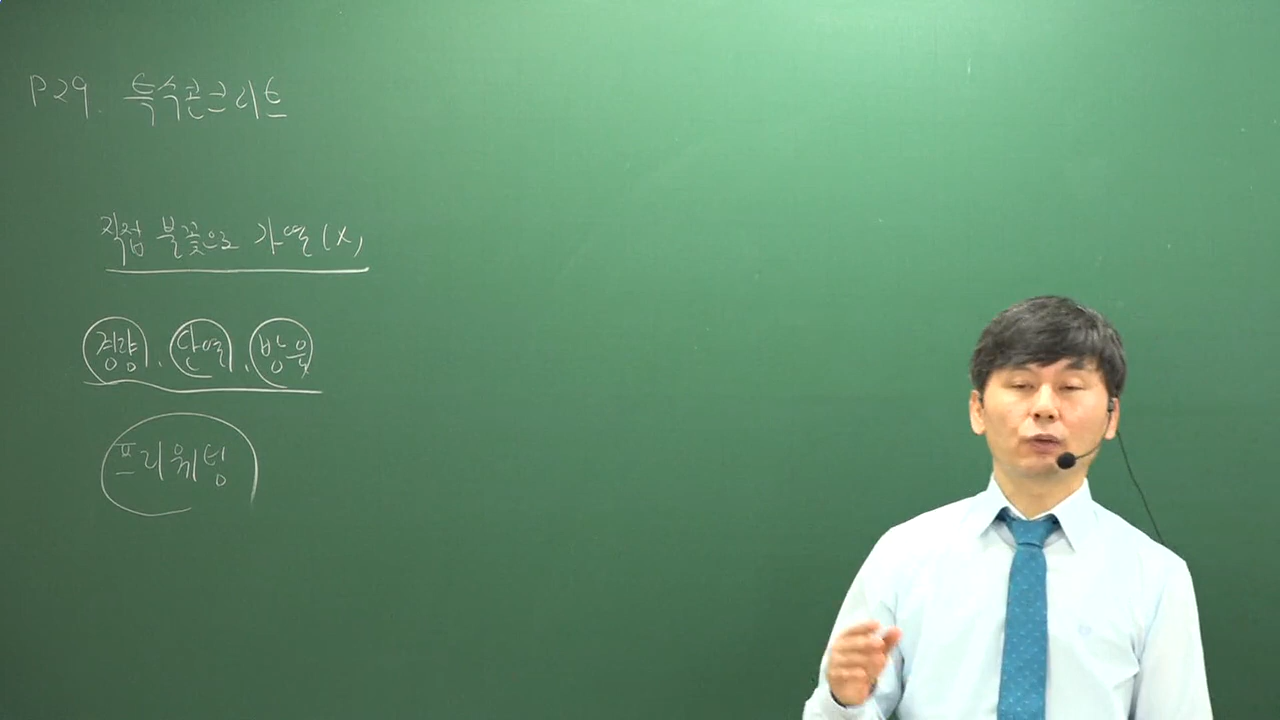 P29. 특수콘크리트
직접 불꽃으로 가열(X)
경량, 단열, 방음
프리웨팅